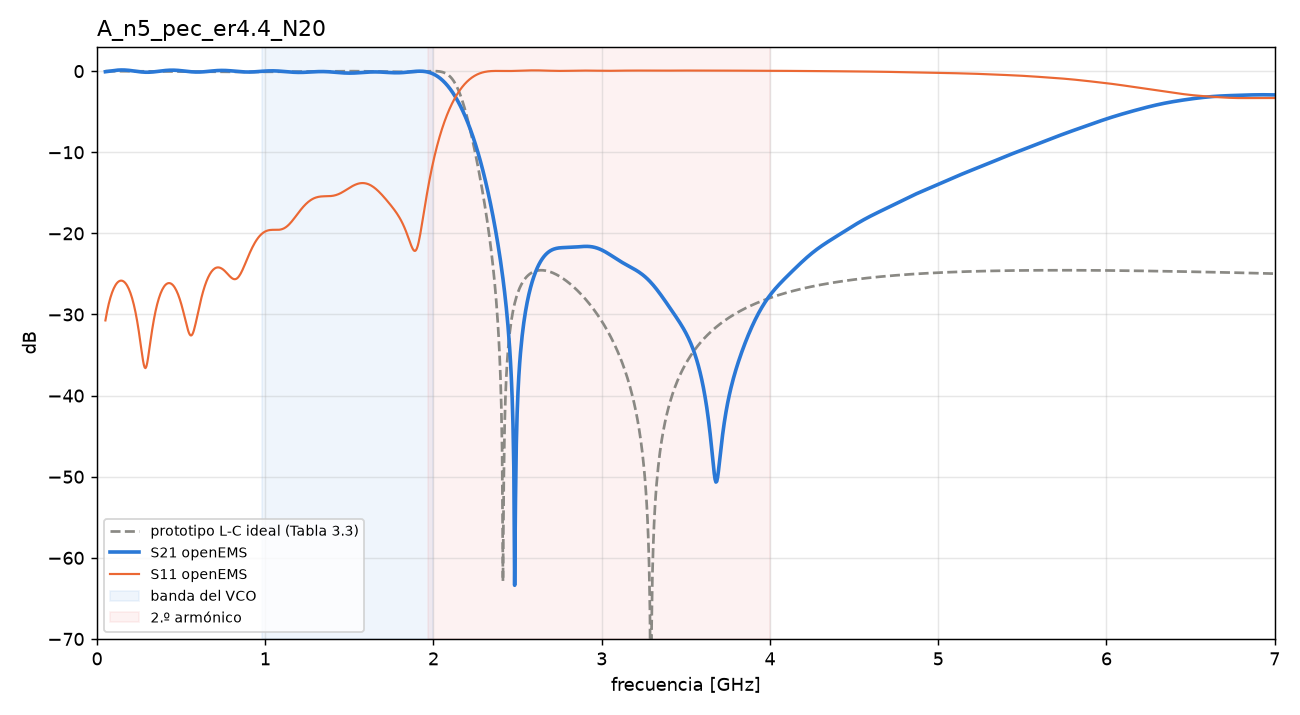 A_n5_pec_er4.4_N20
dB
0
−10
−20
−30
−40
−50
−60
−70
prototipo L-C ideal (Tabla 3.3)
S21 openEMS
S11 openEMS
banda del VCO
2.º armónico
0 1 2 3 4 5 6 7
frecuencia [GHz]